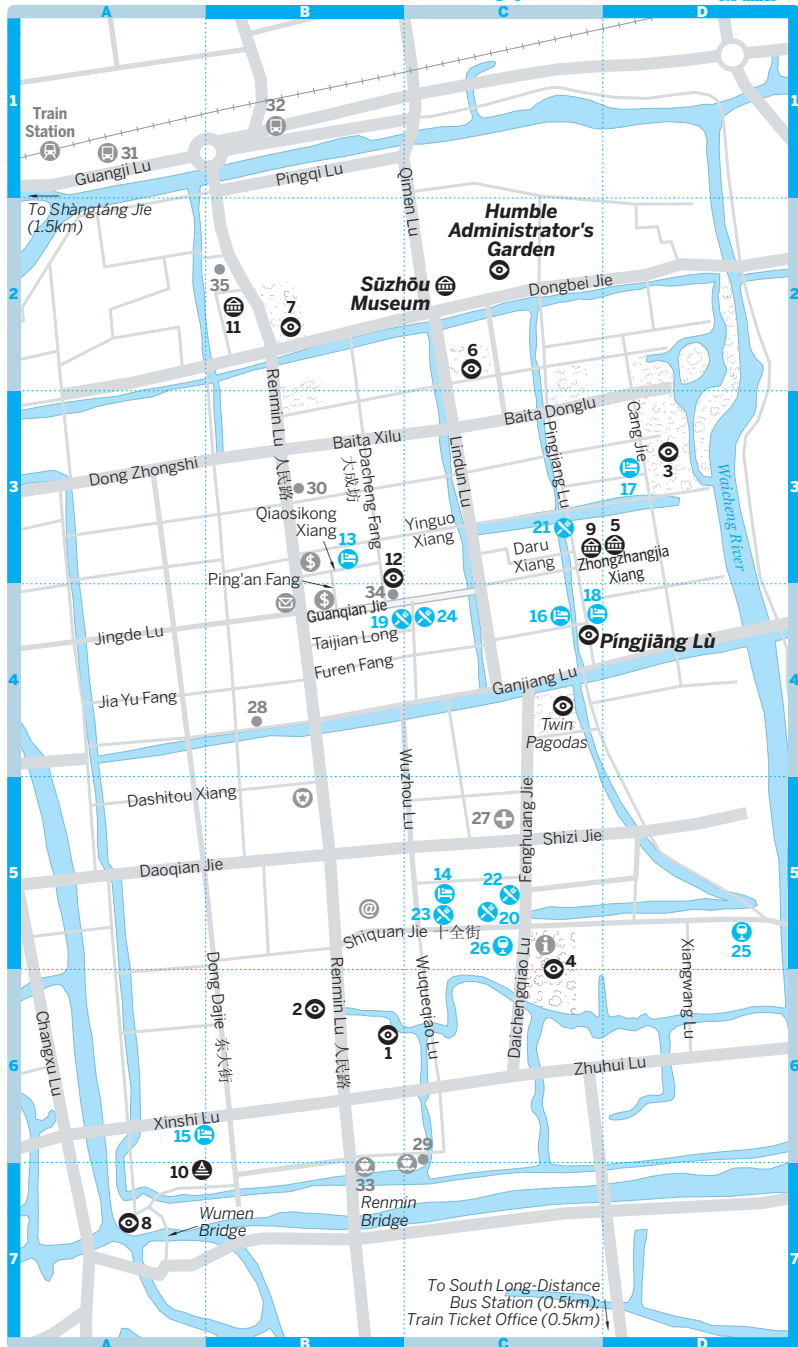 A
B
C
D
1
32
Train
Station
31
Guangji Lu
Pingqi Lu
Qimen Lu
To Shàngtáng Jīe
(1.5km)
Humble
Administrator's
Garden
35
Sūzhōu
Museum
Dongbei Jie
2
2
11
7
6
Renmin Lu 人民路
Baita Donglu
Baita Xilu
Dong Zhongshi
Dacheng Fang
大成坊
Lindun Lu
Pingjiang Lu
Cang Jie
3
17
Waicheng River
3
3
30
Qiaosikong
Xiang
13
Yinguo
Xiang
21
9
5
Daru
Xiang
Zhongzhangjia
Xiang
12
$
Ping'an Fang
34
$
Guanqian Jie
19
24
16
18
Jingde Lu
Taijian Long
Píngjiāng Lù
Furen Fang
4
4
Ganjiang Lu
Jia Yu Fang
28
Twin
Pagodas
Wuzhou Lu
Dashitou Xiang
27
Fenghuang Jie
Shizi Jie
Daoqian Jie
5
5
14
22
@
23
20
Shiquan Jie 十全街
26
i
4
25
Dong Dajie 东大街
Renmin Lu 人民路
Wuqueqiao Lu
Daichengqiao Lu
Xiangwang Lu
2
1
Changxu Lu
6
6
Zhuhui Lu
Xinshi Lu
15
29
10
33
Renmin
Bridge
Wumen
Bridge
8
7
7
To South Long-Distance
Bus Station (0.5km);
Train Ticket Office (0.5km)
A
B
C
D